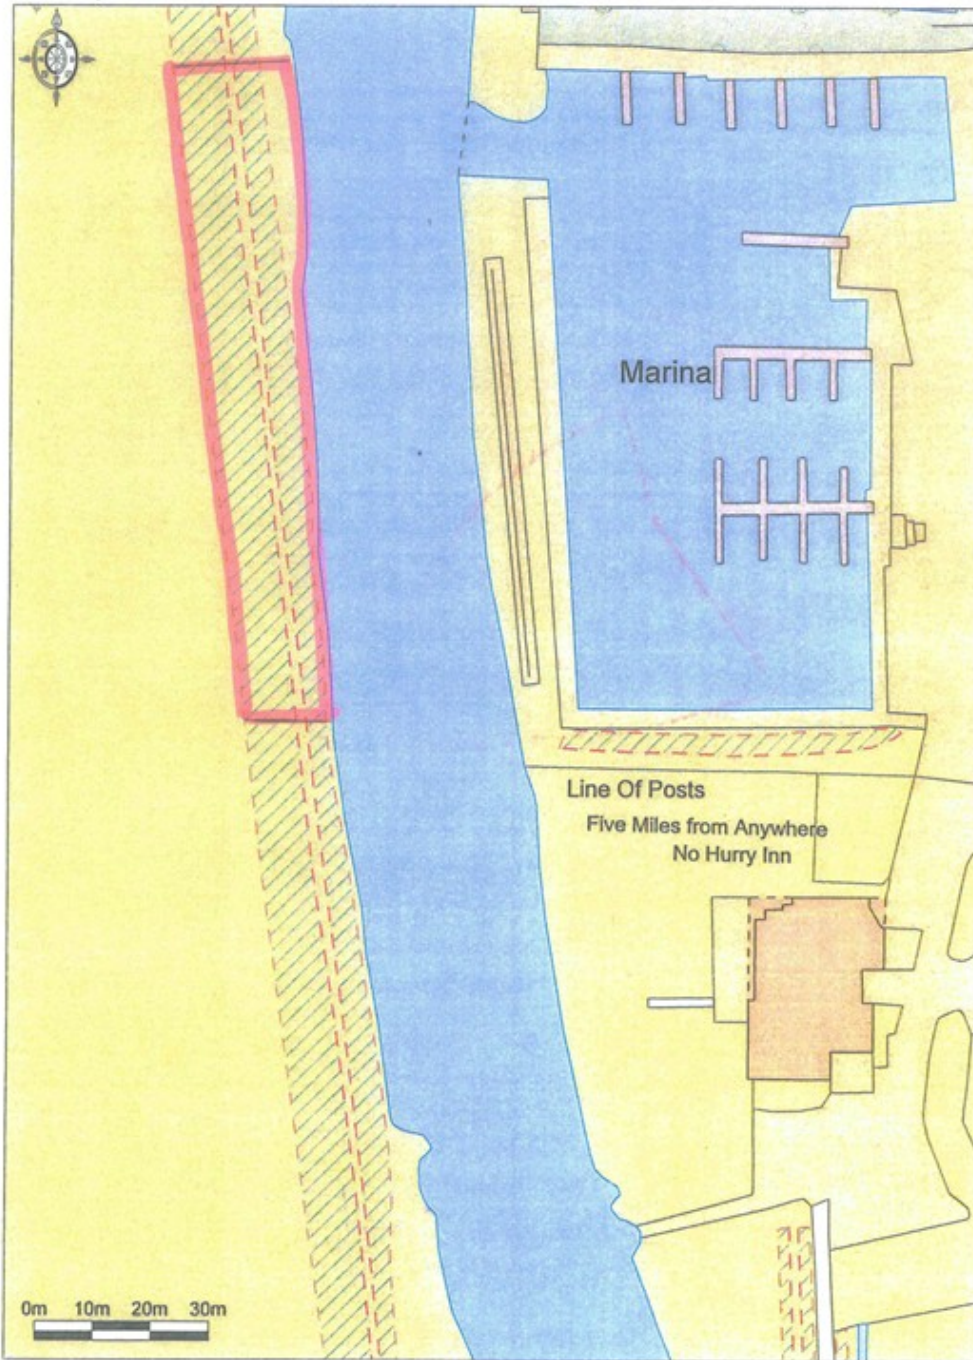 Marina
Line Of Posts
Five Miles from Anywhere
No Hurry Inn
0m 10m 20m 30m